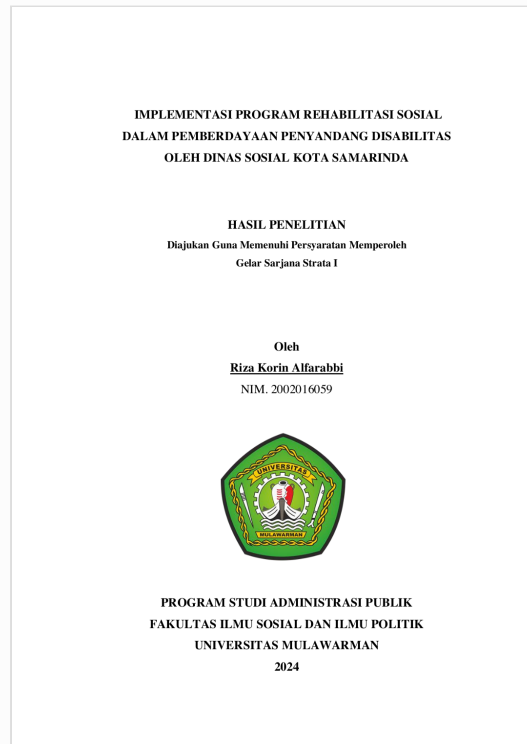 IMPLEMENTASI PROGRAM REHABILITASI SOSIAL
DALAM PEMBERDAYAAN PENYANDANG DISABILITAS
OLEH DINAS SOSIAL KOTA SAMARINDA
HASIL PENELITIAN
Diajukan Guna Memenuhi Persyaratan Memperoleh
Gelar Sarjana Strata I
Oleh
Riza Korin Alfarabbi
NIM. 2002016059
UNIVERSITAS
MULAWARMAN
PROGRAM STUDI ADMINISTRASI PUBLIK
FAKULTAS ILMU SOSIAL DAN ILMU POLITIK
UNIVERSITAS MULAWARMAN
2024